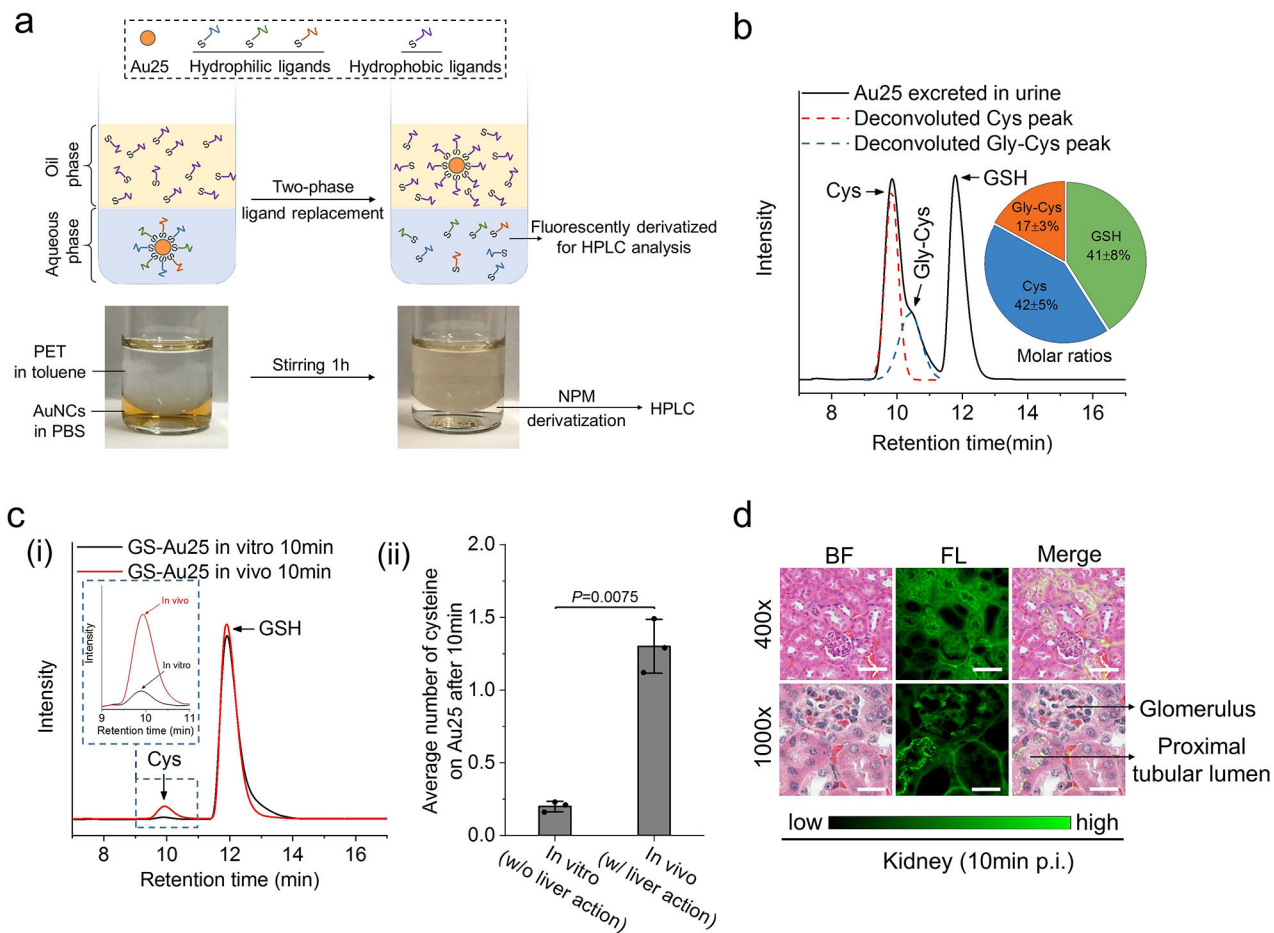 a
Au25
Hydrophilic ligands
Hydrophobic ligands
Oil
phase
Aqueous
phase
Two-phase
ligand replacement
Fluorescently derivatized
for HPLC analysis
PET
in toluene
AuNCs
in PBS
Stirring 1h
NPM
derivatization
HPLC
b
Au25 excreted in urine
Deconvoluted Cys peak
Deconvoluted Gly-Cys peak
Cys
Gly-Cys
GSH
Gly-Cys
17±3%
GSH
41±8%
Cys
42±5%
Molar ratios
Intensity
8 10 12 14 16
Retention time(min)
c
(i)
GS-Au25 in vitro 10min
GS-Au25 in vivo 10min
Intensity
In vivo
In vitro
9 10 11
Retention time (min)
GSH
Cys
Intensity
8 10 12 14 16
Retention time (min)
(ii)
Average number of cysteine
on Au25 after 10min
2.0
1.5
1.0
0.5
0.0
P=0.0075
In vitro
(w/o liver action)
In vivo
(w/ liver action)
d
BF FL Merge
400x
1000x
Glomerulus
Proximal
tubular lumen
low high
Kidney (10min p.i.)